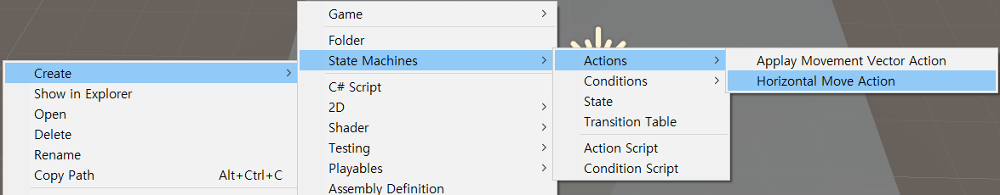 Create
Show in Explorer
Open
Delete
Rename
Copy Path Alt+Ctrl+C
Game
Folder
State Machines
C# Script
2D
Shader
Testing
Playables
Assembly Definition
Actions
Conditions
State
Transition Table
Action Script
Condition Script
Applay Movement Vector Action
Horizontal Move Action